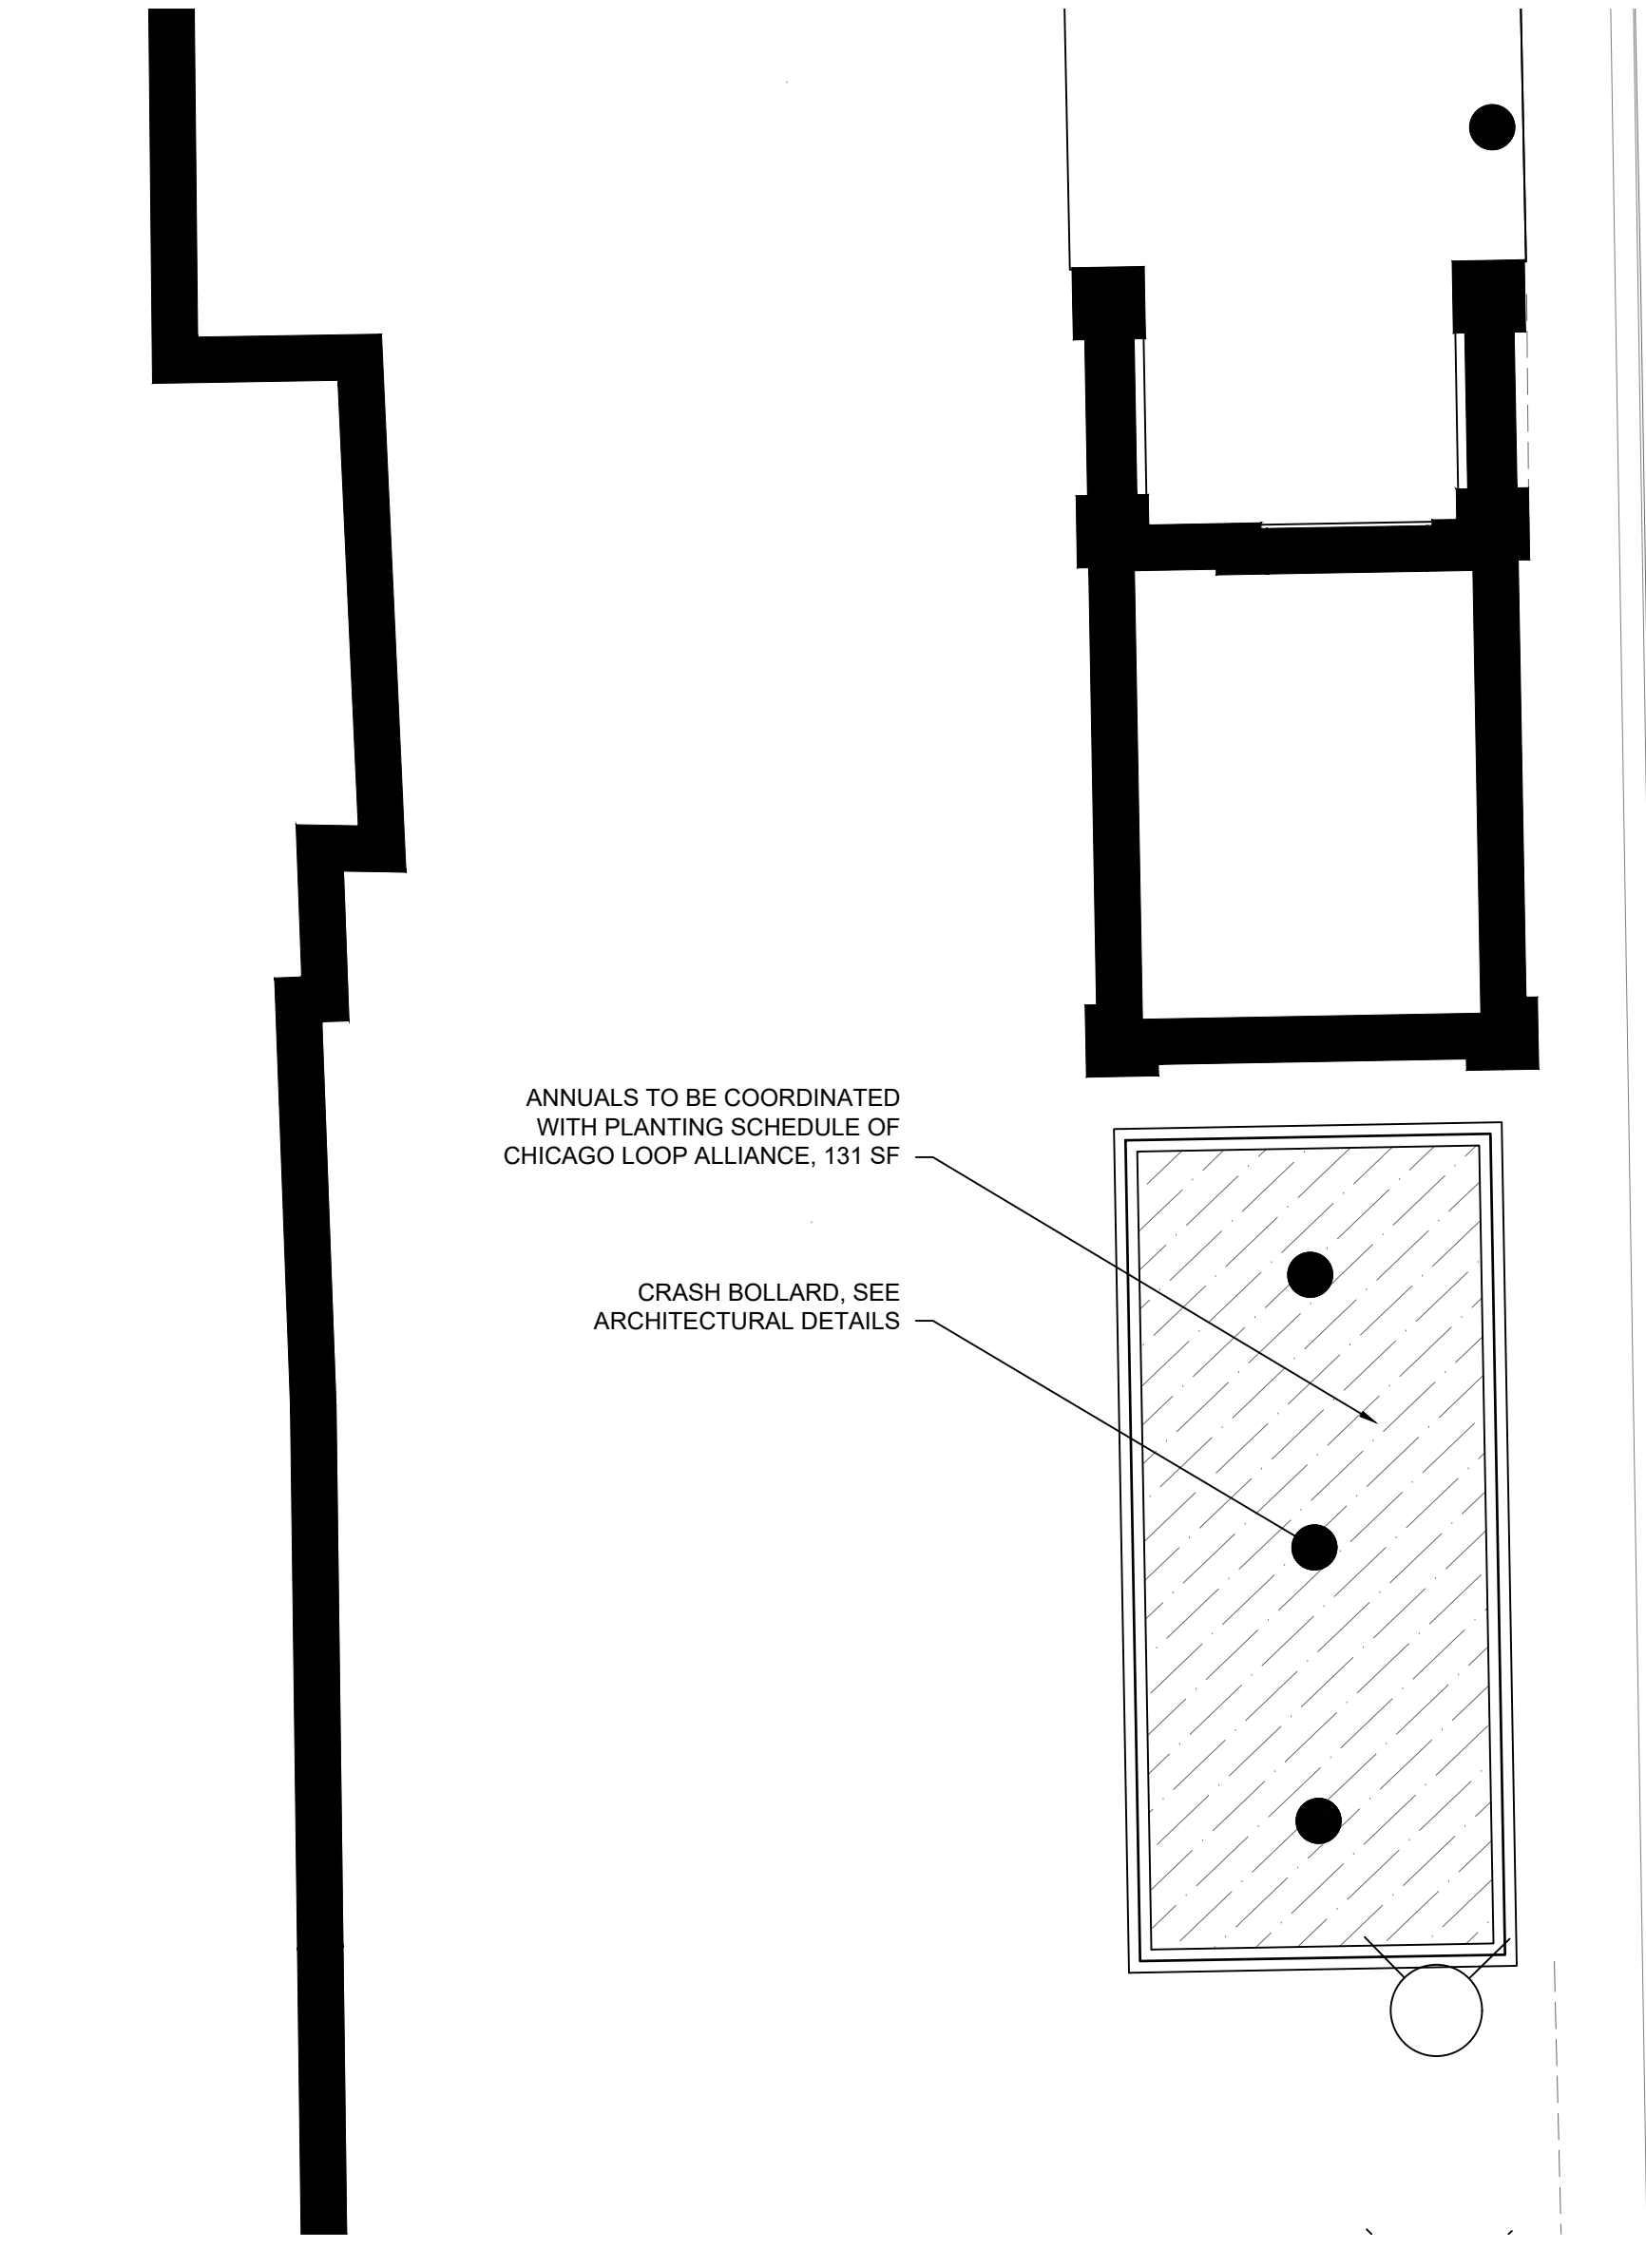 ANNUALS TO BE COORDINATED
WITH PLANTING SCHEDULE OF
CHICAGO LOOP ALLIANCE, 131 SF
CRASH BOLLARD, SEE
ARCHITECTURAL DETAILS